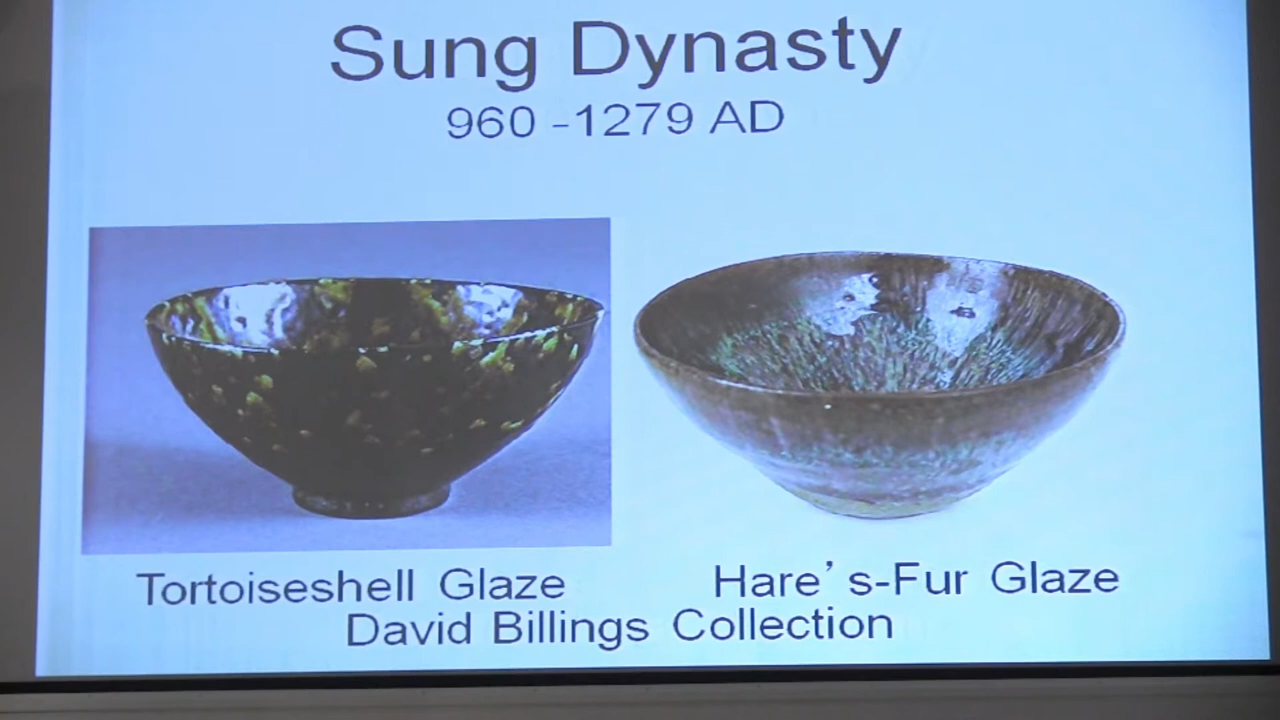 Sung Dynasty
960 -1279 AD
Tortoiseshell Glaze
Hare’s-Fur Glaze
David Billings Collection